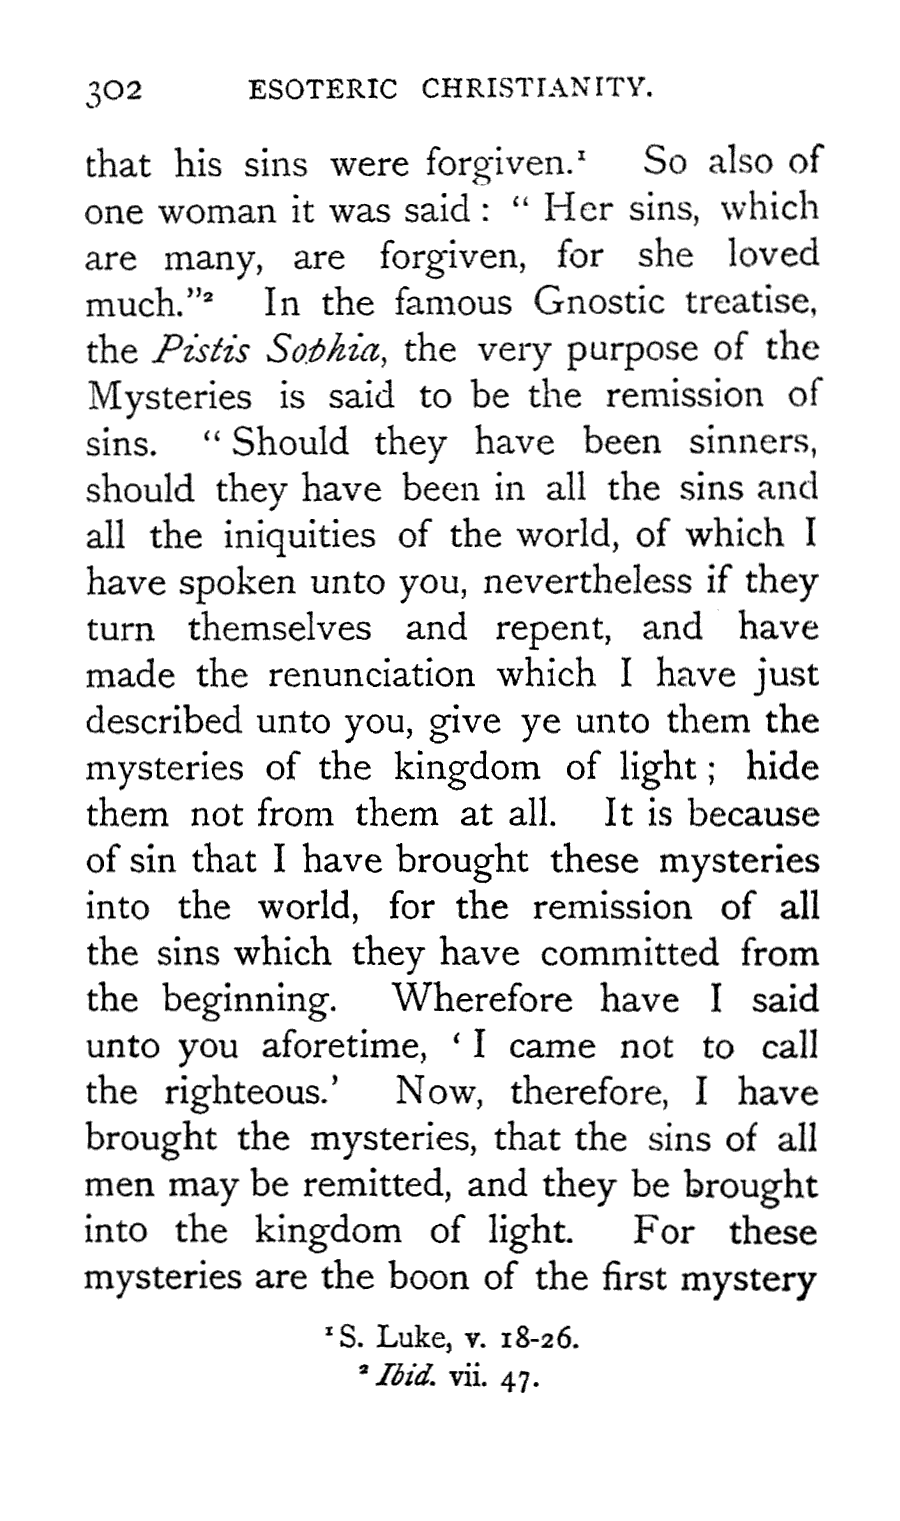 302 ESOTERIC CHRISTIANITY.
that his sins were forgiven.¹ So also of
one woman it was said : “ Her sins, which
are many, are forgiven, for she loved
much.”² In the famous Gnostic treatise,
the Pistis Sophia, the very purpose of the
Mysteries is said to be the remission of
sins. “ Should they have been sinners,
should they have been in all the sins and
all the iniquities of the world, of which I
have spoken unto you, nevertheless if they
turn themselves and repent, and have
made the renunciation which I have just
described unto you, give ye unto them the
mysteries of the kingdom of light ; hide
them not from them at all. It is because
of sin that I have brought these mysteries
into the world, for the remission of all
the sins which they have committed from
the beginning. Wherefore have I said
unto you aforetime, ‘ I came not to call
the righteous.’ Now, therefore, I have
brought the mysteries, that the sins of all
men may be remitted, and they be brought
into the kingdom of light. For these
mysteries are the boon of the first mystery
¹ S. Luke, v. 18-26.
² Ibid. vii. 47.